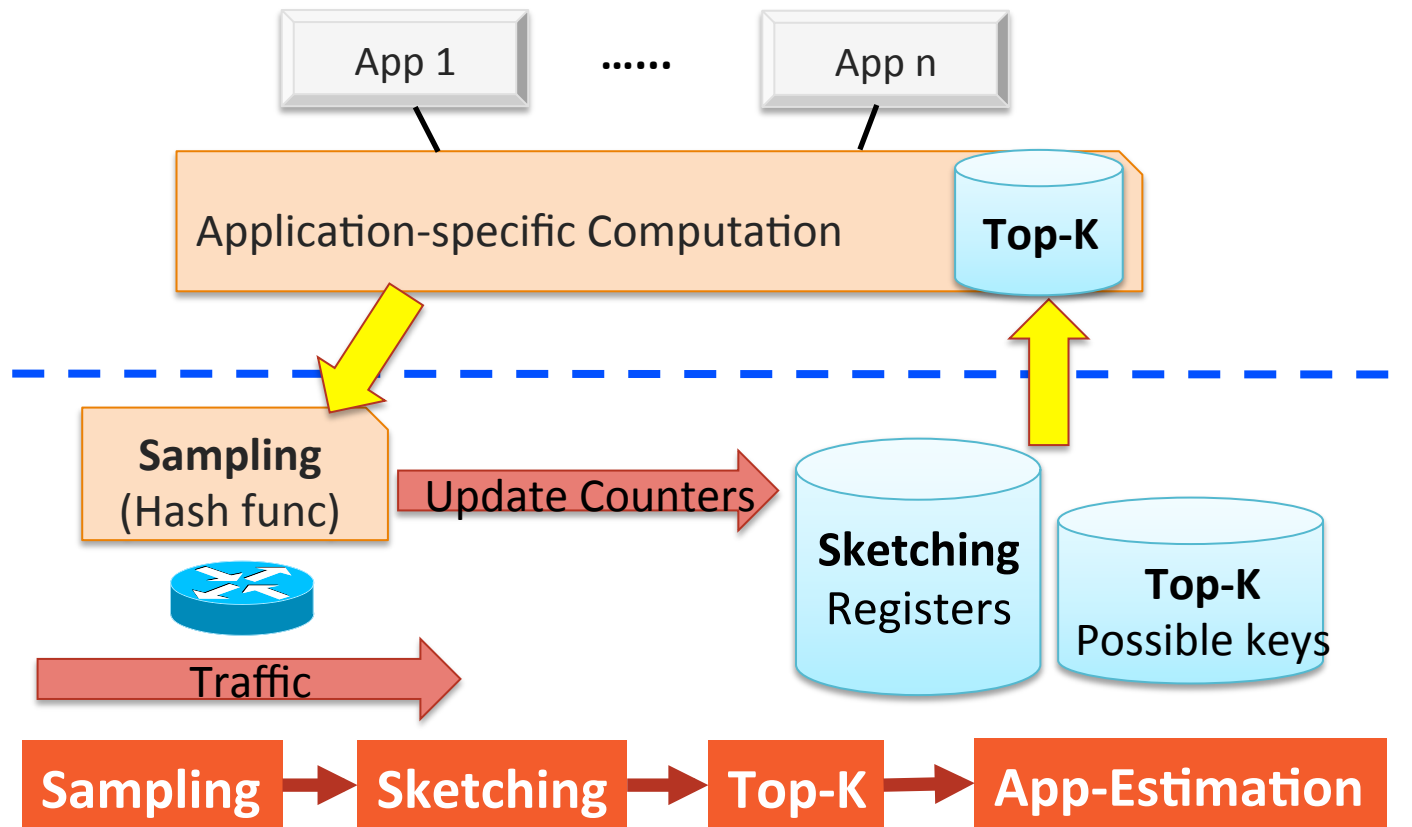 App 1
......
App n
Application-specific Computation
Top-K
Sampling
(Hash func)
Update Counters
Sketching
Registers
Top-K
Possible keys
Traffic
Sampling
Sketching
Top-K
App-Estimation